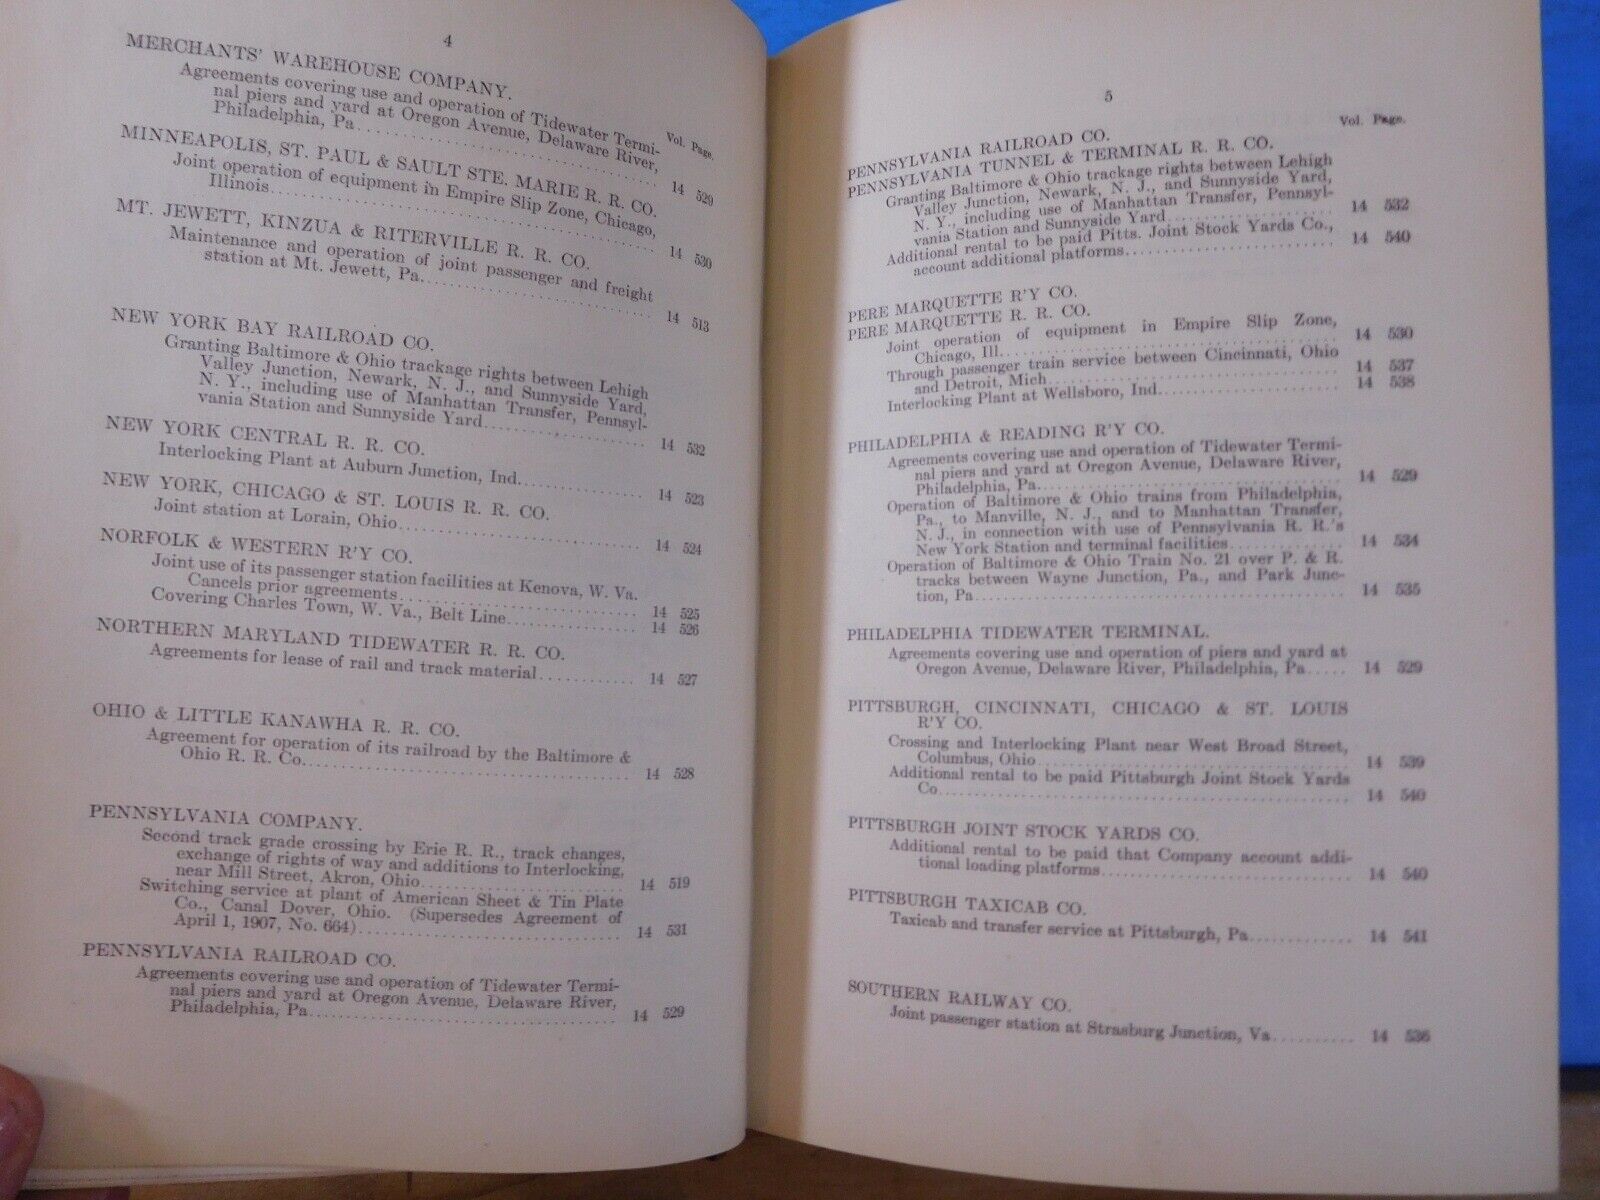 4
Vol. Page.
MERCHANTS' WAREHOUSE COMPANY.
Agreements covering use and operation of Tidewater Termi-
nal piers and yard at Oregon Avenue, Delaware River,
Philadelphia, Pa. 14 529
MINNEAPOLIS, ST. PAUL & SAULT STE. MARIE R. R. CO.
Joint operation of equipment in Empire Slip Zone, Chicago,
Illinois. 14 530
MT. JEWETT, KINZUA & RITERVILLE R. R. CO.
Maintenance and operation of joint passenger and freight
station at Mt. Jewett, Pa. 14 513
NEW YORK BAY RAILROAD CO.
Granting Baltimore & Ohio trackage rights between Lehigh
Valley Junction, Newark, N. J., and Sunnyside Yard,
N. Y., including use of Manhattan Transfer, Pennsyl-
vania Station and Sunnyside Yard. 14 532
NEW YORK CENTRAL R. R. CO.
Interlocking Plant at Auburn Junction, Ind. 14 523
NEW YORK, CHICAGO & ST. LOUIS R. R. CO.
Joint station at Lorain, Ohio. 14 524
NORFOLK & WESTERN R'Y CO.
Joint use of its passenger station facilities at Kenova, W. Va.
Cancels prior agreements. 14 525
Covering Charles Town, W. Va., Belt Line. 14 526
NORTHERN MARYLAND TIDEWATER R. R. CO.
Agreements for lease of rail and track material. 14 527
OHIO & LITTLE KANAWHA R. R. CO.
Agreement for operation of its railroad by the Baltimore &
Ohio R. R. Co. 14 528
PENNSYLVANIA COMPANY.
Second track grade crossing by Erie R. R., track changes,
exchange of rights of way and additions to Interlocking,
near Mill Street, Akron, Ohio. 14 519
Switching service at plant of American Sheet & Tin Plate
Co., Canal Dover, Ohio. (Supersedes Agreement of
April 1, 1907, No. 664). 14 531
PENNSYLVANIA RAILROAD CO.
Agreements covering use and operation of Tidewater Termi-
nal piers and yard at Oregon Avenue, Delaware River,
Philadelphia, Pa. 14 529
5
Vol. Page.
PENNSYLVANIA RAILROAD CO.
PENNSYLVANIA TUNNEL & TERMINAL R. R. CO.
Granting Baltimore & Ohio trackage rights between Lehigh
Valley Junction, Newark, N. J., and Sunnyside Yard,
N. Y., including use of Manhattan Transfer, Pennsyl-
vania Station and Sunnyside Yard. 14 532
Additional rental to be paid Pitts. Joint Stock Yards Co.,
account additional platforms. 14 540
PERE MARQUETTE R'Y CO.
PERE MARQUETTE R. R. CO.
Joint operation of equipment in Empire Slip Zone,
Chicago, Ill. 14 530
Through passenger train service between Cincinnati, Ohio
and Detroit, Mich. 14 537
Interlocking Plant at Wellsboro, Ind. 14 538
PHILADELPHIA & READING R'Y CO.
Agreements covering use and operation of Tidewater Termi-
nal piers and yard at Oregon Avenue, Delaware River,
Philadelphia, Pa. 14 529
Operation of Baltimore & Ohio trains from Philadelphia,
Pa., to Manville, N. J., and to Manhattan Transfer,
N. J., in connection with use of Pennsylvania R. R.'s
New York Station and terminal facilities. 14 534
Operation of Baltimore & Ohio Train No. 21 over P. & R.
tracks between Wayne Junction, Pa., and Park Junc-
tion, Pa. 14 535
PHILADELPHIA TIDEWATER TERMINAL.
Agreements covering use and operation of piers and yard at
Oregon Avenue, Delaware River, Philadelphia, Pa. 14 529
PITTSBURGH, CINCINNATI, CHICAGO & ST. LOUIS
R'Y CO.
Crossing and Interlocking Plant near West Broad Street,
Columbus, Ohio. 14 539
Additional rental to be paid Pittsburgh Joint Stock Yards
Co. 14 540
PITTSBURGH JOINT STOCK YARDS CO.
Additional rental to be paid that Company account addi-
tional loading platforms. 14 540
PITTSBURGH TAXICAB CO.
Taxicab and transfer service at Pittsburgh, Pa. 14 541
SOUTHERN RAILWAY CO.
Joint passenger station at Strasburg Junction, Va. 14 536